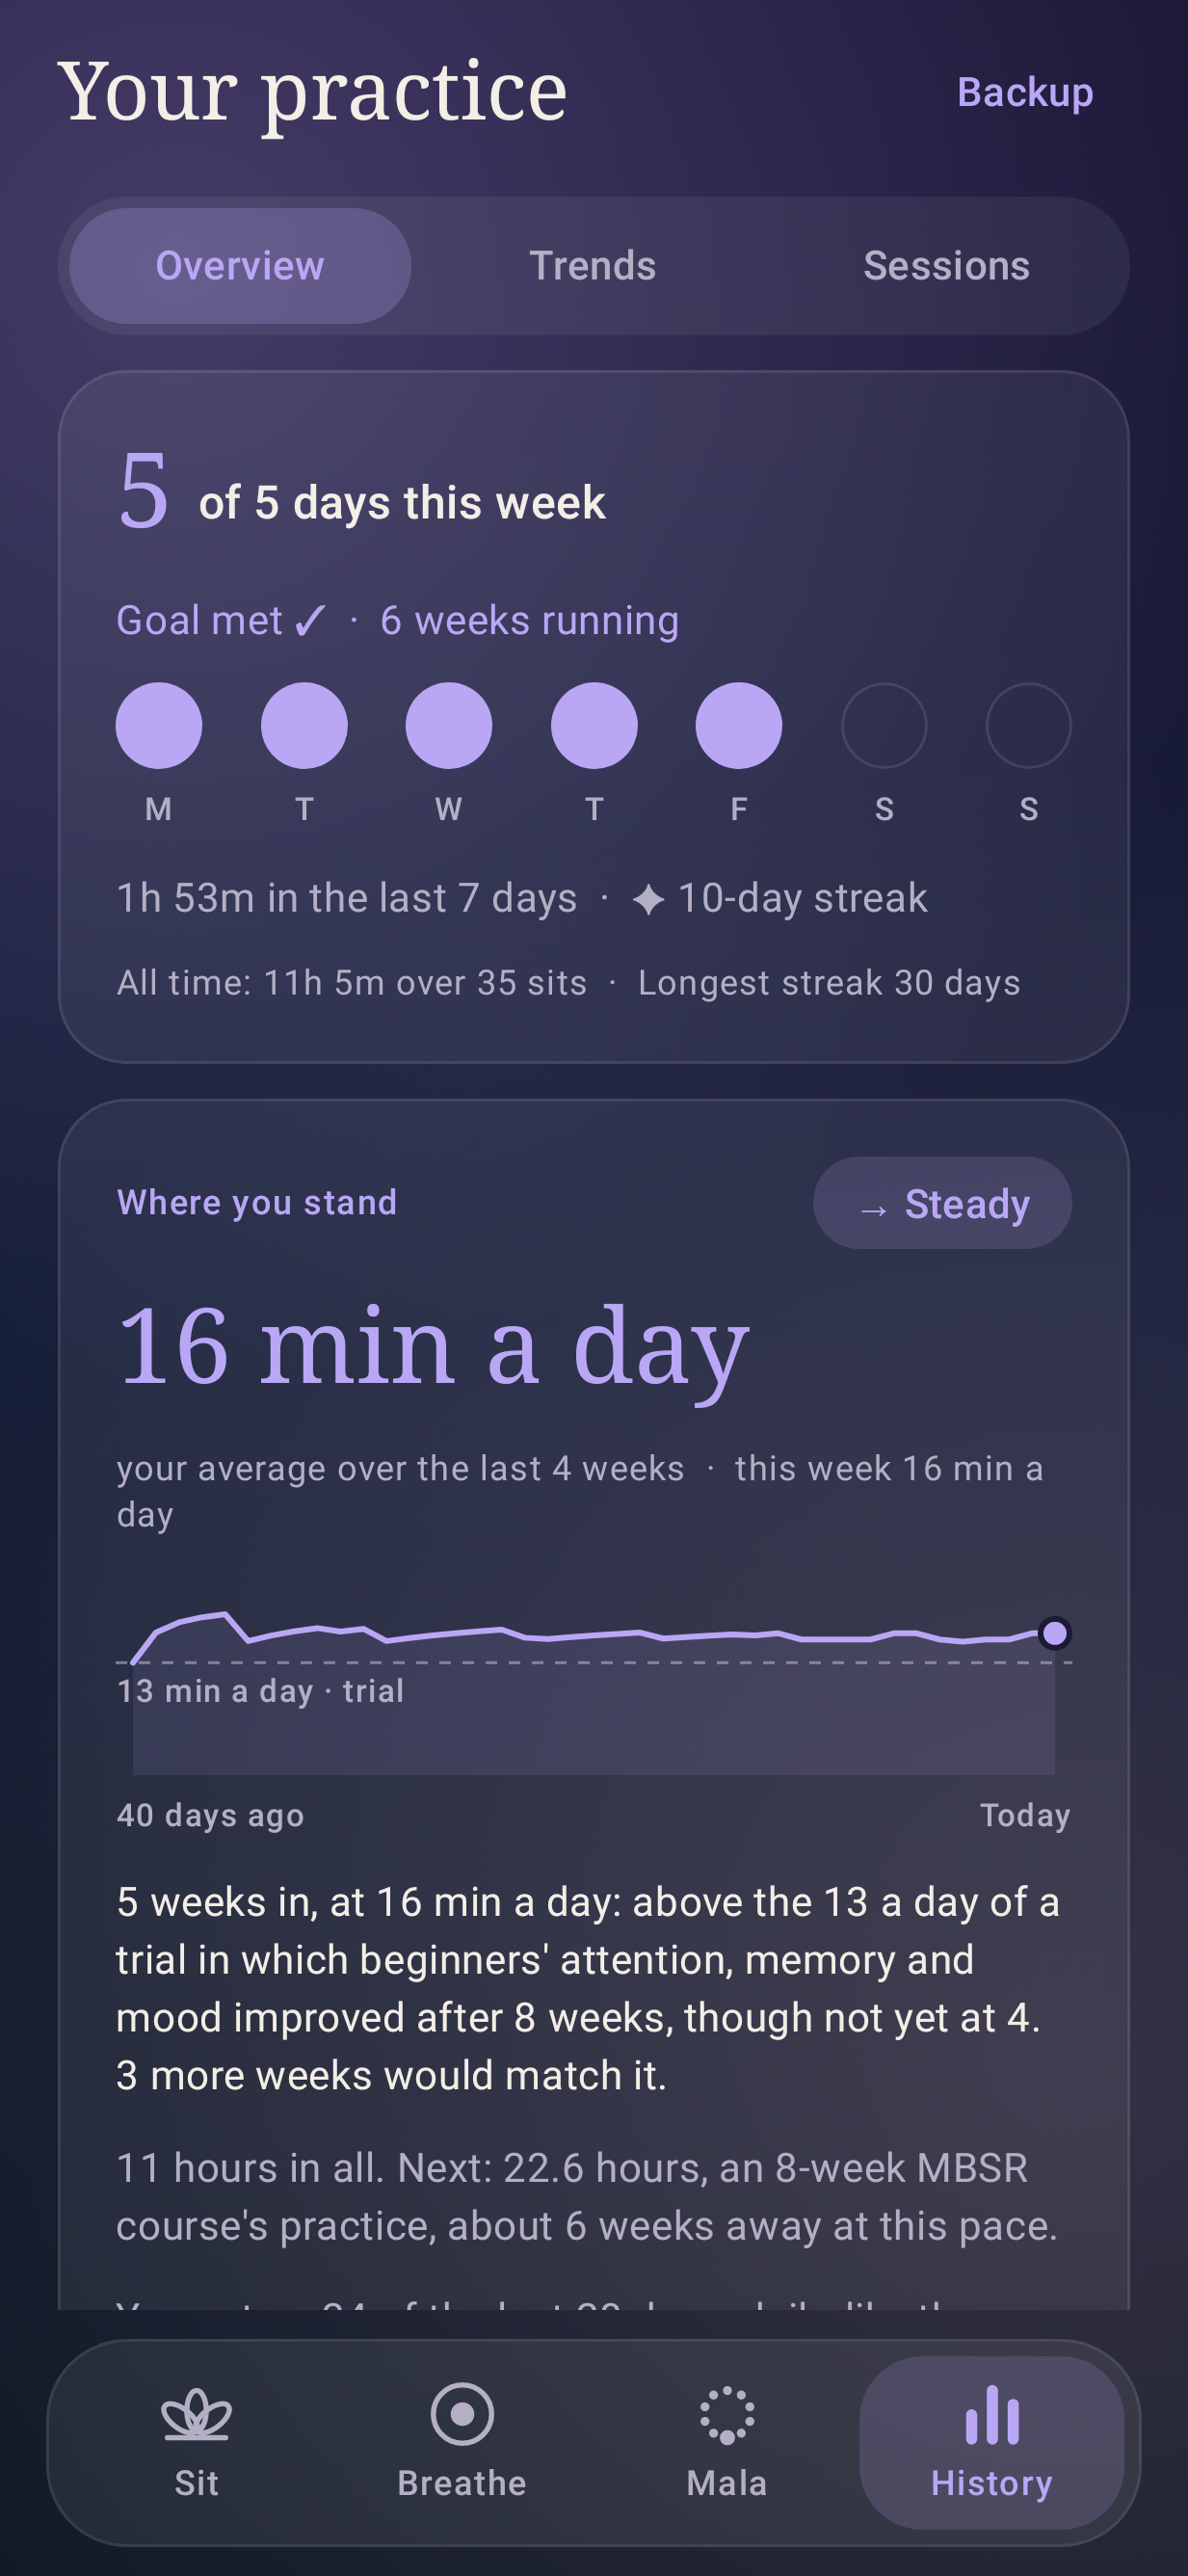 Your practice
Backup
Overview
Trends
Sessions
5 of 5 days this week
Goal met ✓ · 6 weeks running
M T W T F S S
1h 53m in the last 7 days · ✦ 10-day streak
All time: 11h 5m over 35 sits · Longest streak 30 days
Where you stand
→ Steady
16 min a day
your average over the last 4 weeks · this week 16 min a
day
13 min a day · trial
40 days ago
Today
5 weeks in, at 16 min a day: above the 13 a day of a
trial in which beginners' attention, memory and
mood improved after 8 weeks, though not yet at 4.
3 more weeks would match it.
11 hours in all. Next: 22.6 hours, an 8-week MBSR
course's practice, about 6 weeks away at this pace.
Sit
Breathe
Mala
History